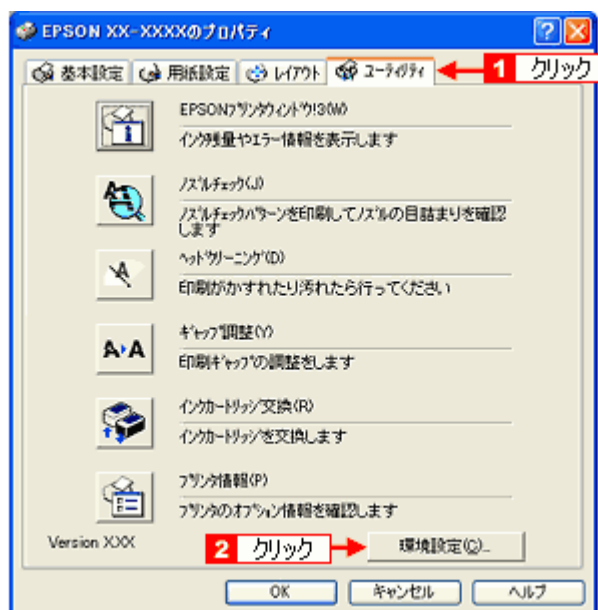 EPSON XX-XXXXのプロパティ
基本設定 用紙設定 レイアウト ユーティリティ 1 クリック
EPSONプリンタウィンドウ!3(W)
インク残量やエラー情報を表示します
ノズルチェック(J)
ノズルチェックパターンを印刷してノズルの目詰まりを確認
します
ヘッドクリーニング(D)
印刷がかすれたり汚れたら行ってください
ギャップ調整(Y)
印刷ギャップの調整をします
インクカートリッジ交換(R)
インクカートリッジを交換します
プリンタ情報(P)
プリンタのオプション情報を確認します
Version XXX 2 クリック 環境設定(C)...
OK キャンセル ヘルプ